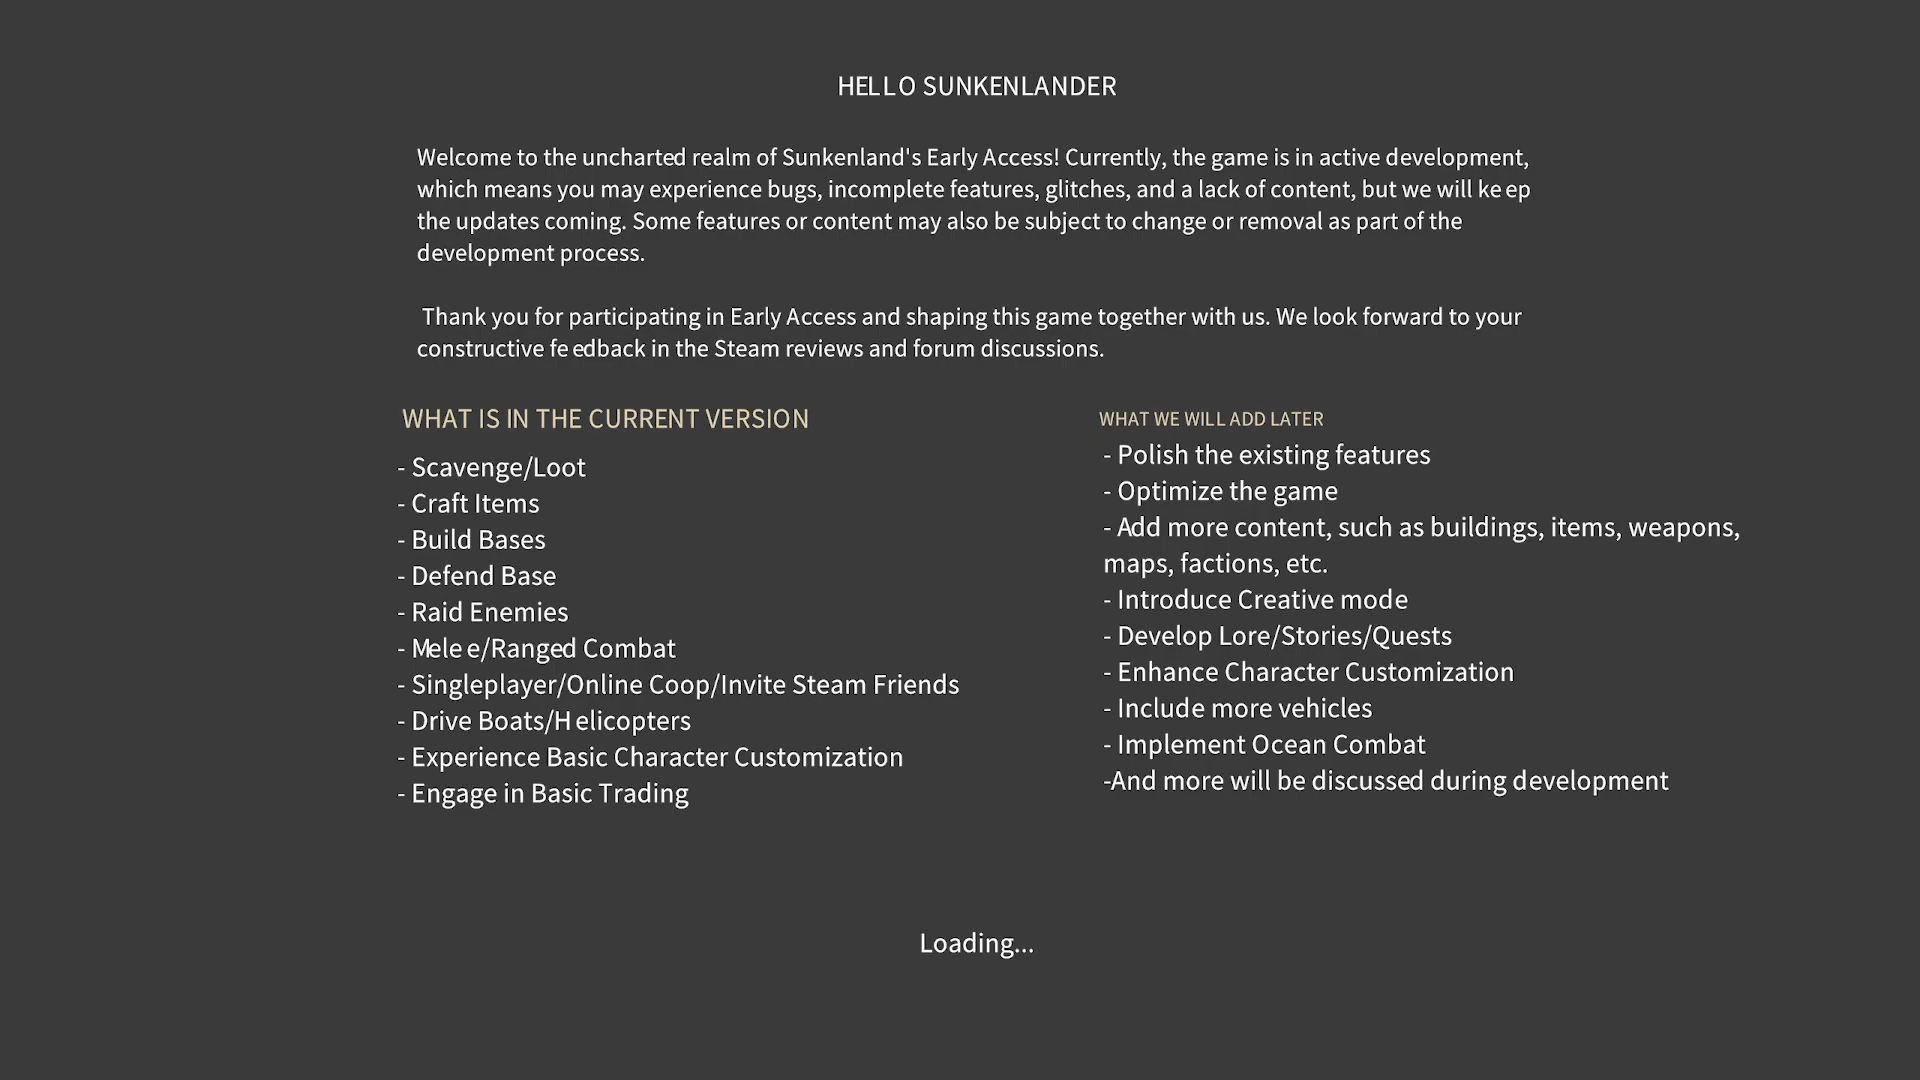 HELLO SUNKENLANDER
Welcome to the uncharted realm of Sunkenland's Early Access! Currently, the game is in active development,
which means you may experience bugs, incomplete features, glitches, and a lack of content, but we will keep
the updates coming. Some features or content may also be subject to change or removal as part of the
development process.
Thank you for participating in Early Access and shaping this game together with us. We look forward to your
constructive feedback in the Steam reviews and forum discussions.
WHAT IS IN THE CURRENT VERSION
- Scavenge/Loot
- Craft Items
- Build Bases
- Defend Base
- Raid Enemies
- Melee/Ranged Combat
- Singleplayer/Online Coop/Invite Steam Friends
- Drive Boats/Helicopters
- Experience Basic Character Customization
- Engage in Basic Trading
WHAT WE WILL ADD LATER
- Polish the existing features
- Optimize the game
- Add more content, such as buildings, items, weapons,
maps, factions, etc.
- Introduce Creative mode
- Develop Lore/Stories/Quests
- Enhance Character Customization
- Include more vehicles
- Implement Ocean Combat
-And more will be discussed during development
Loading...